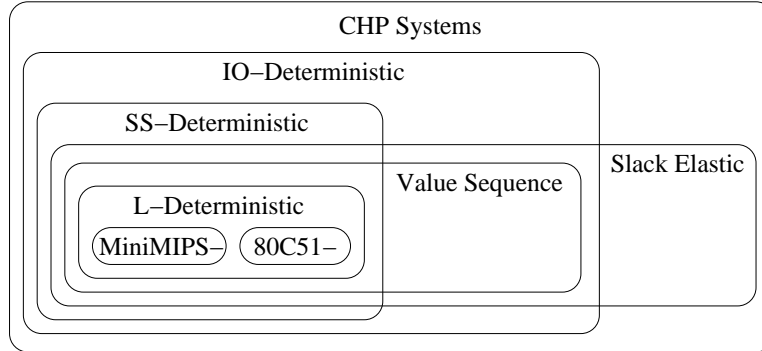 CHP Systems
IO−Deterministic
SS−Deterministic
Slack Elastic
Value Sequence
L−Deterministic
MiniMIPS− 80C51−